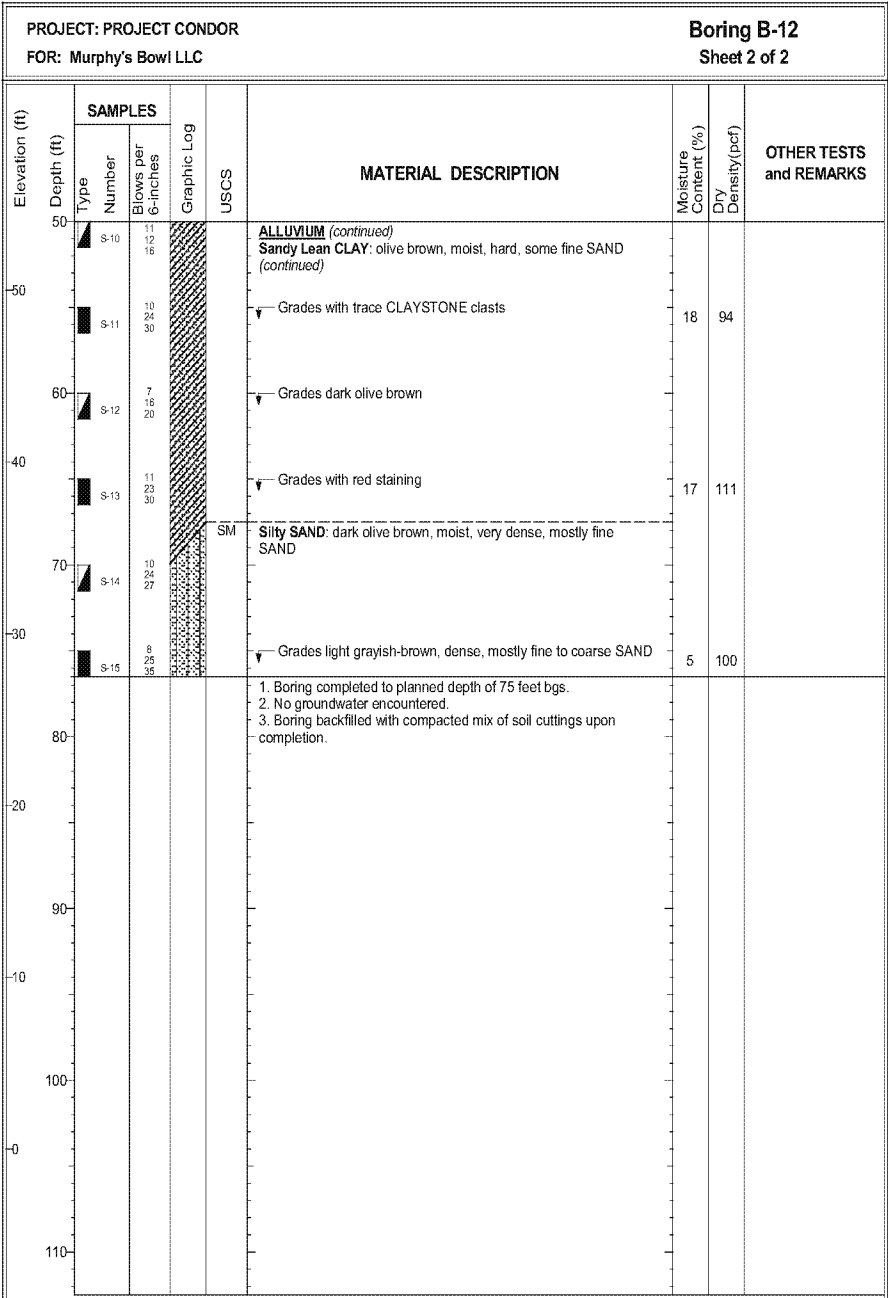 PROJECT: PROJECT CONDOR
FOR: Murphy's Bowl LLC
Boring B-12
Sheet 2 of 2
Elevation (ft)
Depth (ft)
SAMPLES
Type
Number
Blows per
6-inches
Graphic Log
USCS
MATERIAL DESCRIPTION
Moisture
Content (%)
Dry
Density(pcf)
OTHER TESTS
and REMARKS
50
S-10
11
12
16
ALLUVIUM (continued)
Sandy Lean CLAY: olive brown, moist, hard, some fine SAND
(continued)
50
S-11
10
24
30
Grades with trace CLAYSTONE clasts
18
94
60
S-12
7
16
20
Grades dark olive brown
40
S-13
11
23
30
Grades with red staining
17
111
SM
Silty SAND: dark olive brown, moist, very dense, mostly fine
SAND
70
S-14
10
24
27
30
S-15
8
25
35
Grades light grayish-brown, dense, mostly fine to coarse SAND
5
100
1. Boring completed to planned depth of 75 feet bgs.
2. No groundwater encountered.
3. Boring backfilled with compacted mix of soil cuttings upon
completion.
80
20
90
10
100
0
110